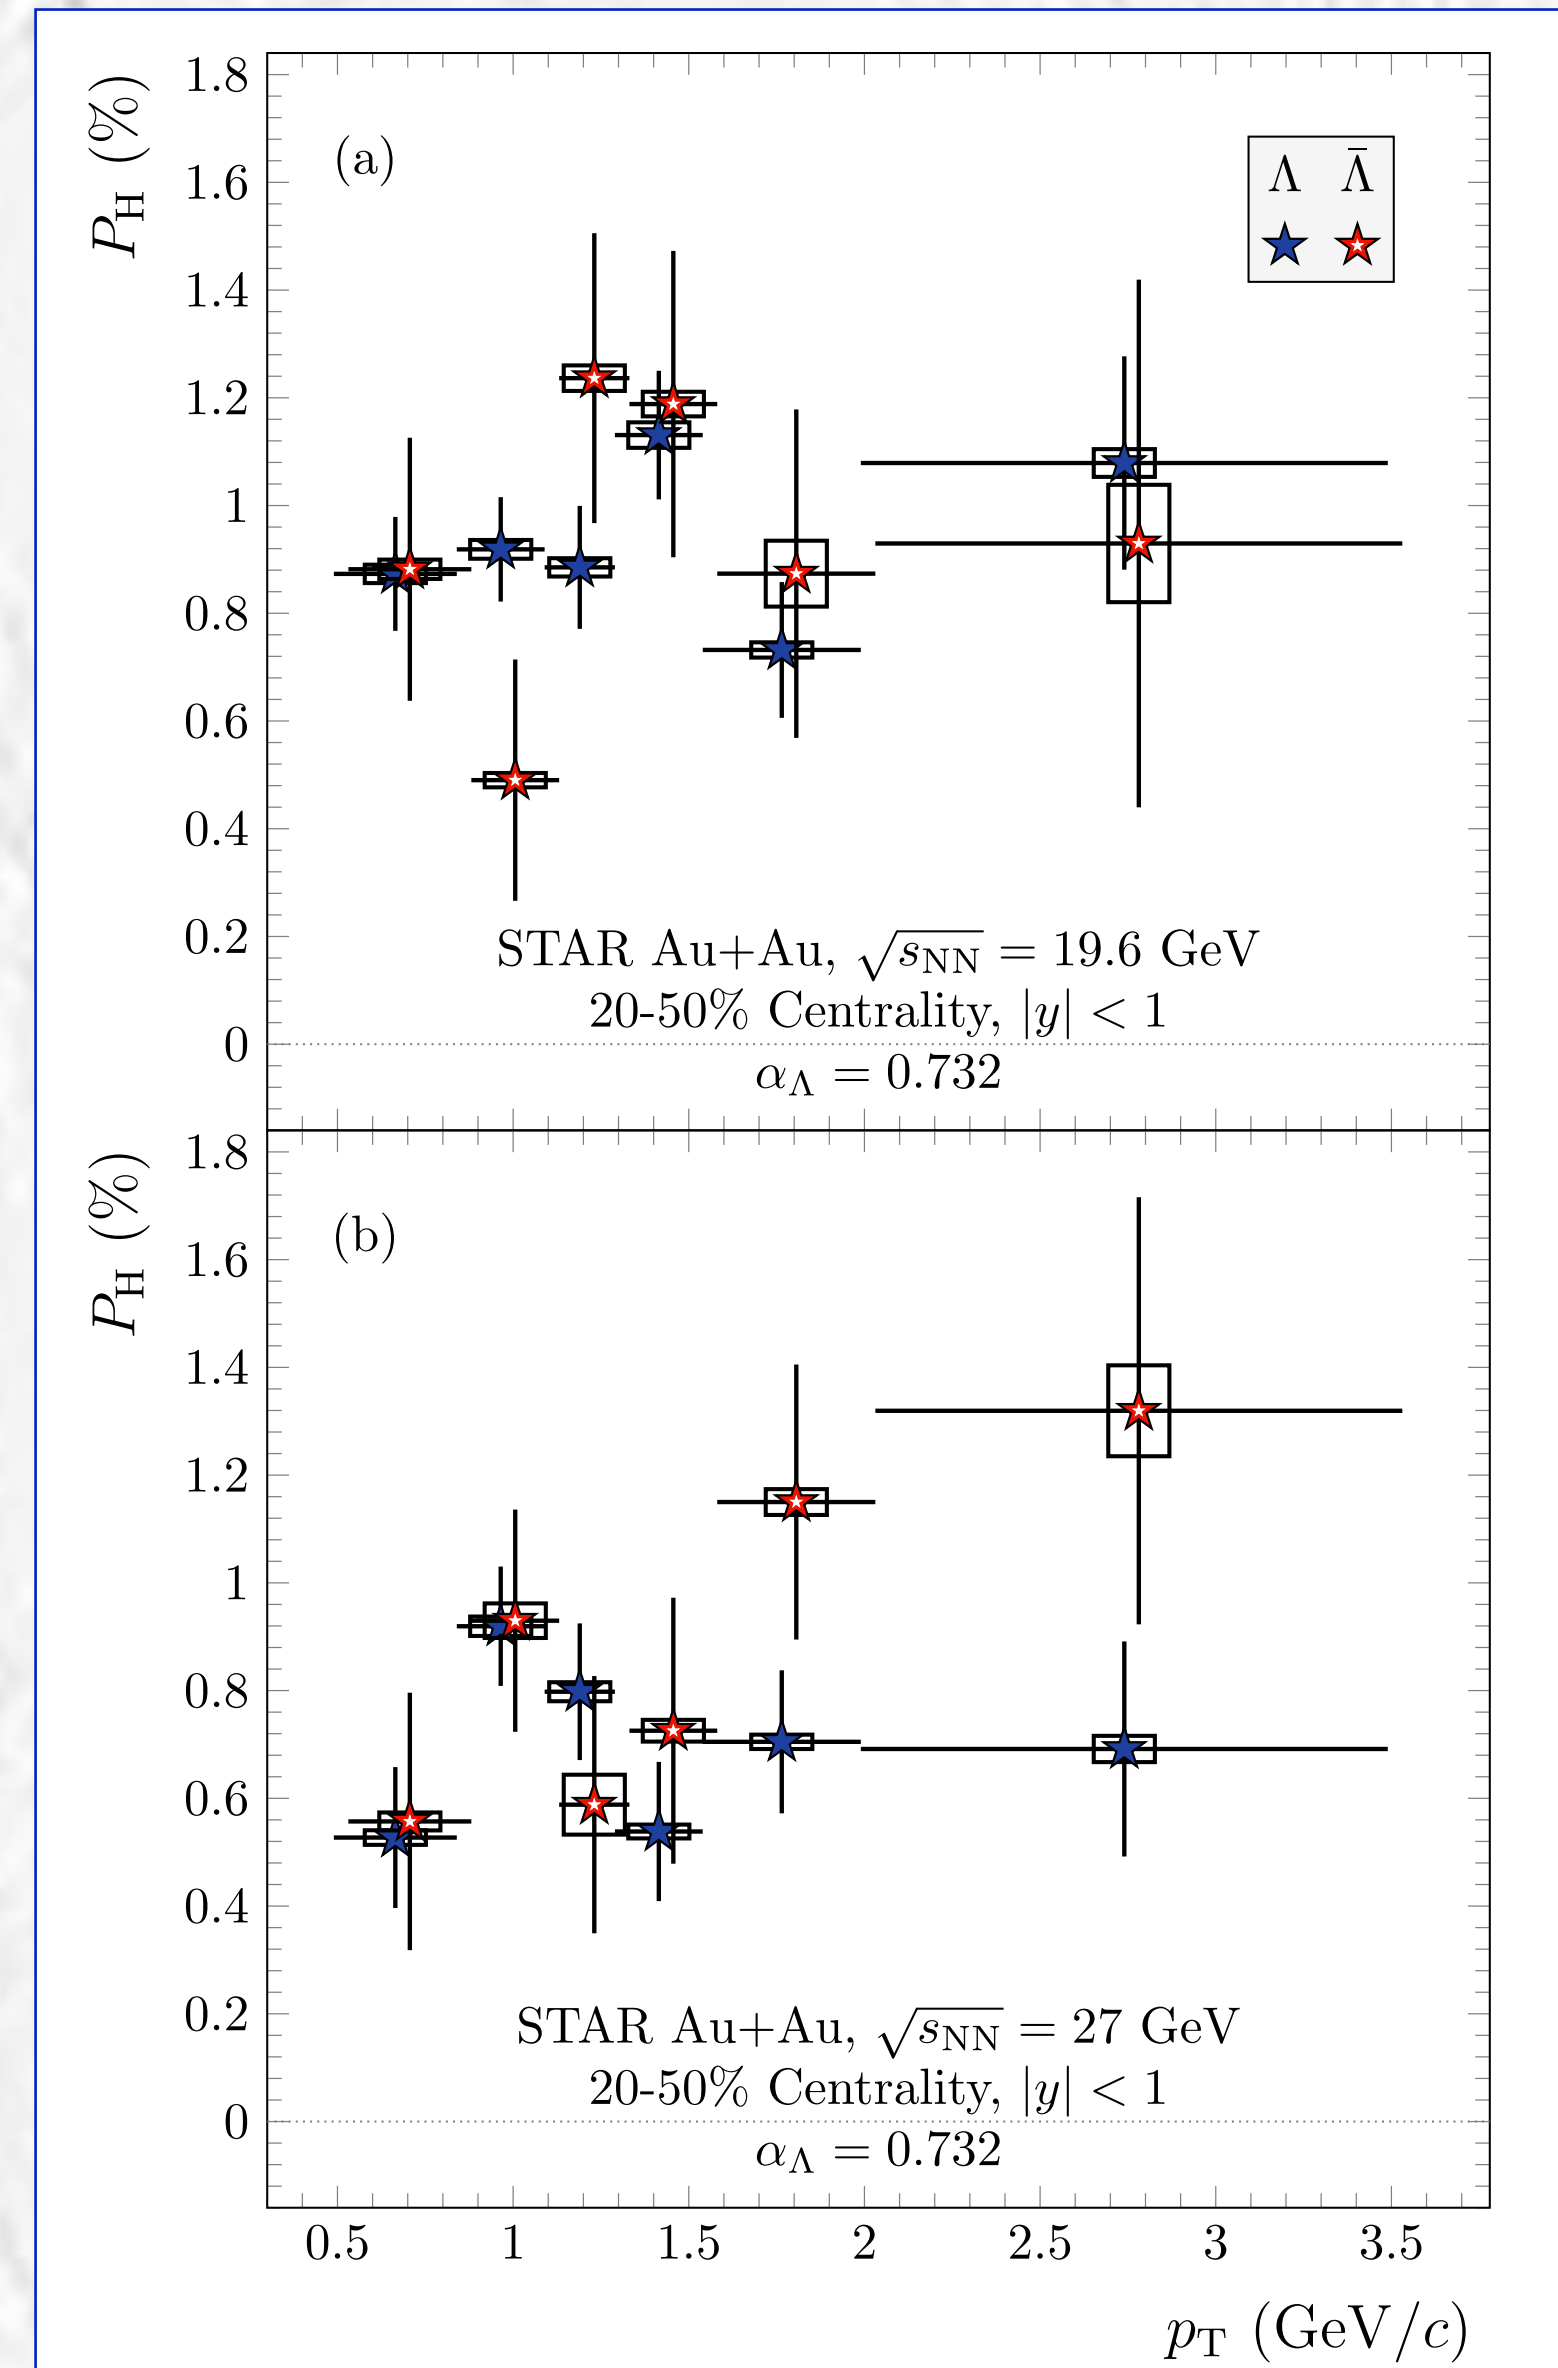 P_H (%)
1.8
1.6
1.4
1.2
1
0.8
0.6
0.4
0.2
0
(a)
Λ Λ̄
STAR Au+Au, √s_NN = 19.6 GeV
20-50% Centrality, |y| < 1
α_Λ = 0.732
P_H (%)
1.8
1.6
1.4
1.2
1
0.8
0.6
0.4
0.2
0
(b)
STAR Au+Au, √s_NN = 27 GeV
20-50% Centrality, |y| < 1
α_Λ = 0.732
0.5 1 1.5 2 2.5 3 3.5
p_T (GeV/c)